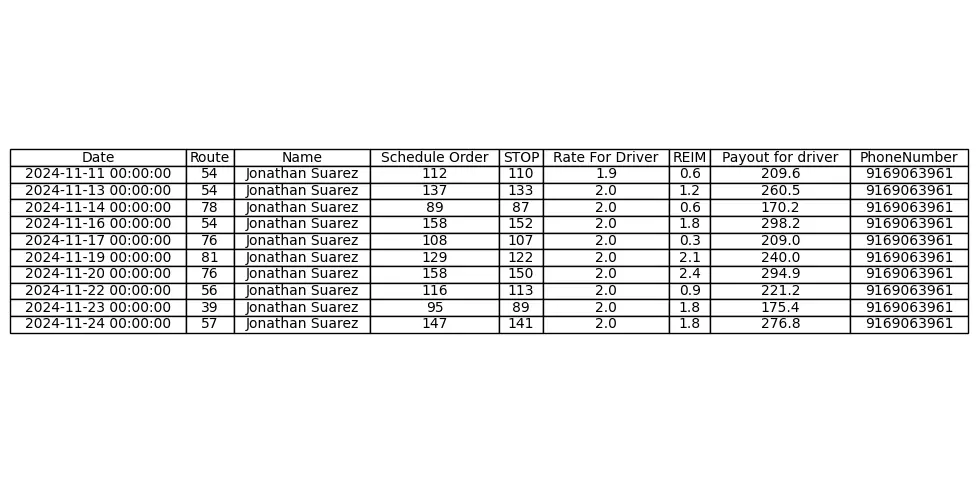 Date Route Name Schedule Order STOP Rate For Driver REIM Payout for driver PhoneNumber
2024-11-11 00:00:00 54 Jonathan Suarez 112 110 1.9 0.6 209.6 9169063961
2024-11-13 00:00:00 54 Jonathan Suarez 137 133 2.0 1.2 260.5 9169063961
2024-11-14 00:00:00 78 Jonathan Suarez 89 87 2.0 0.6 170.2 9169063961
2024-11-16 00:00:00 54 Jonathan Suarez 158 152 2.0 1.8 298.2 9169063961
2024-11-17 00:00:00 76 Jonathan Suarez 108 107 2.0 0.3 209.0 9169063961
2024-11-19 00:00:00 81 Jonathan Suarez 129 122 2.0 2.1 240.0 9169063961
2024-11-20 00:00:00 76 Jonathan Suarez 158 150 2.0 2.4 294.9 9169063961
2024-11-22 00:00:00 56 Jonathan Suarez 116 113 2.0 0.9 221.2 9169063961
2024-11-23 00:00:00 39 Jonathan Suarez 95 89 2.0 1.8 175.4 9169063961
2024-11-24 00:00:00 57 Jonathan Suarez 147 141 2.0 1.8 276.8 9169063961